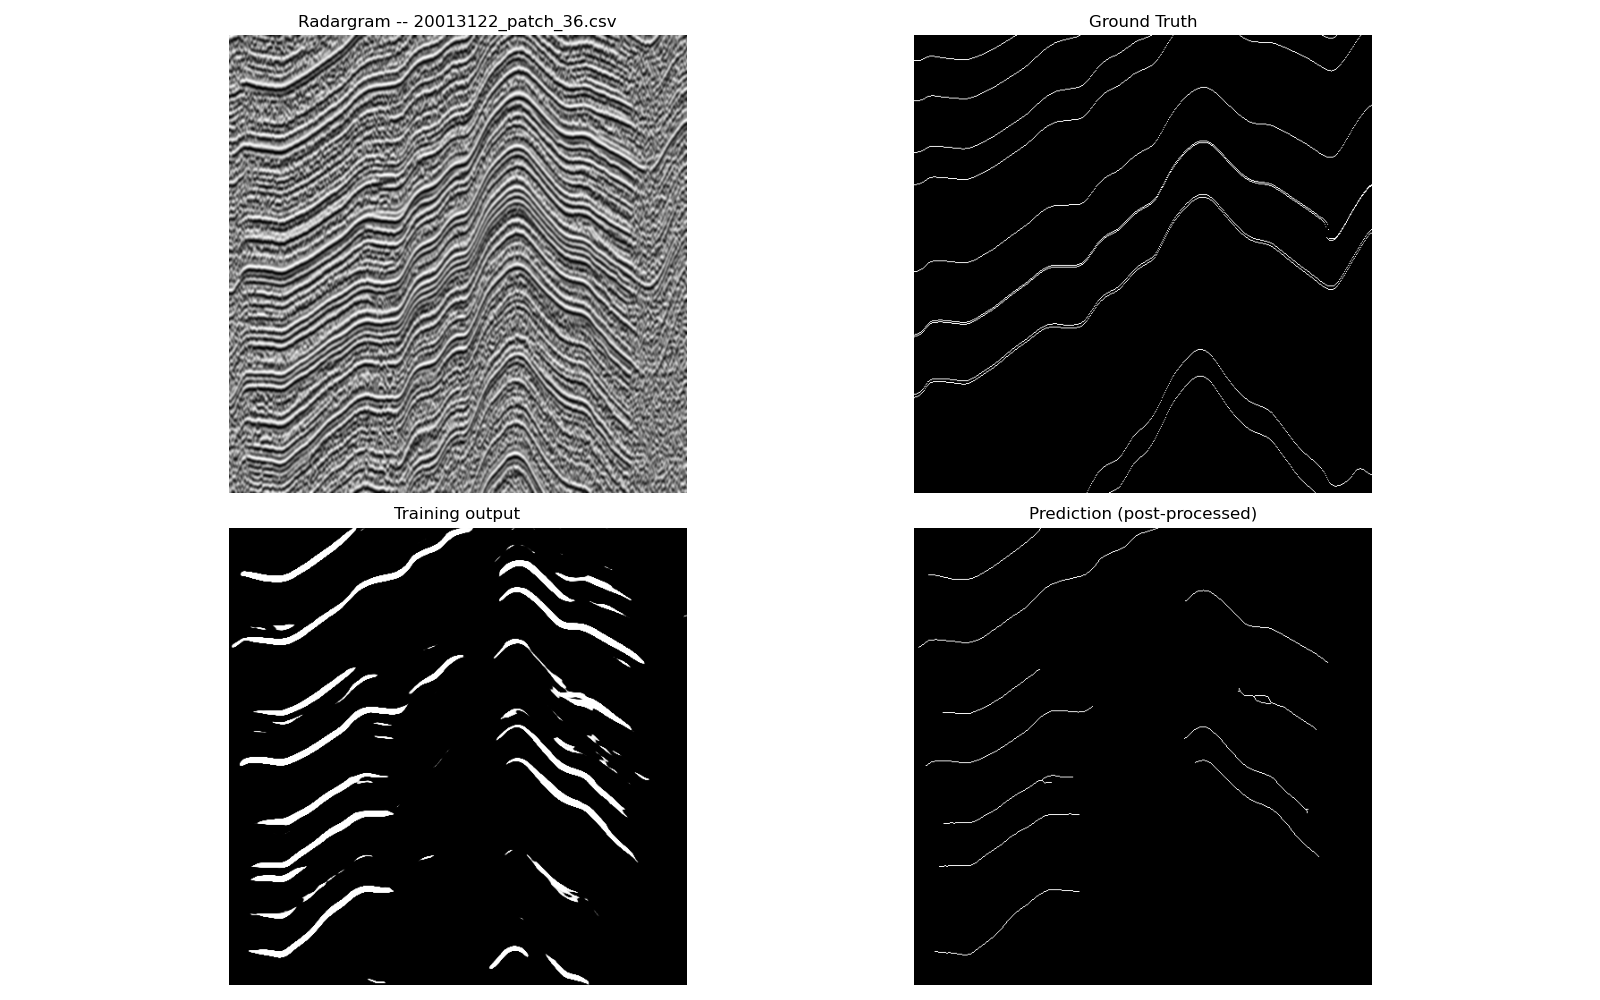 Radargram -- 20013122_patch_36.csv
Ground Truth
Training output
Prediction (post-processed)